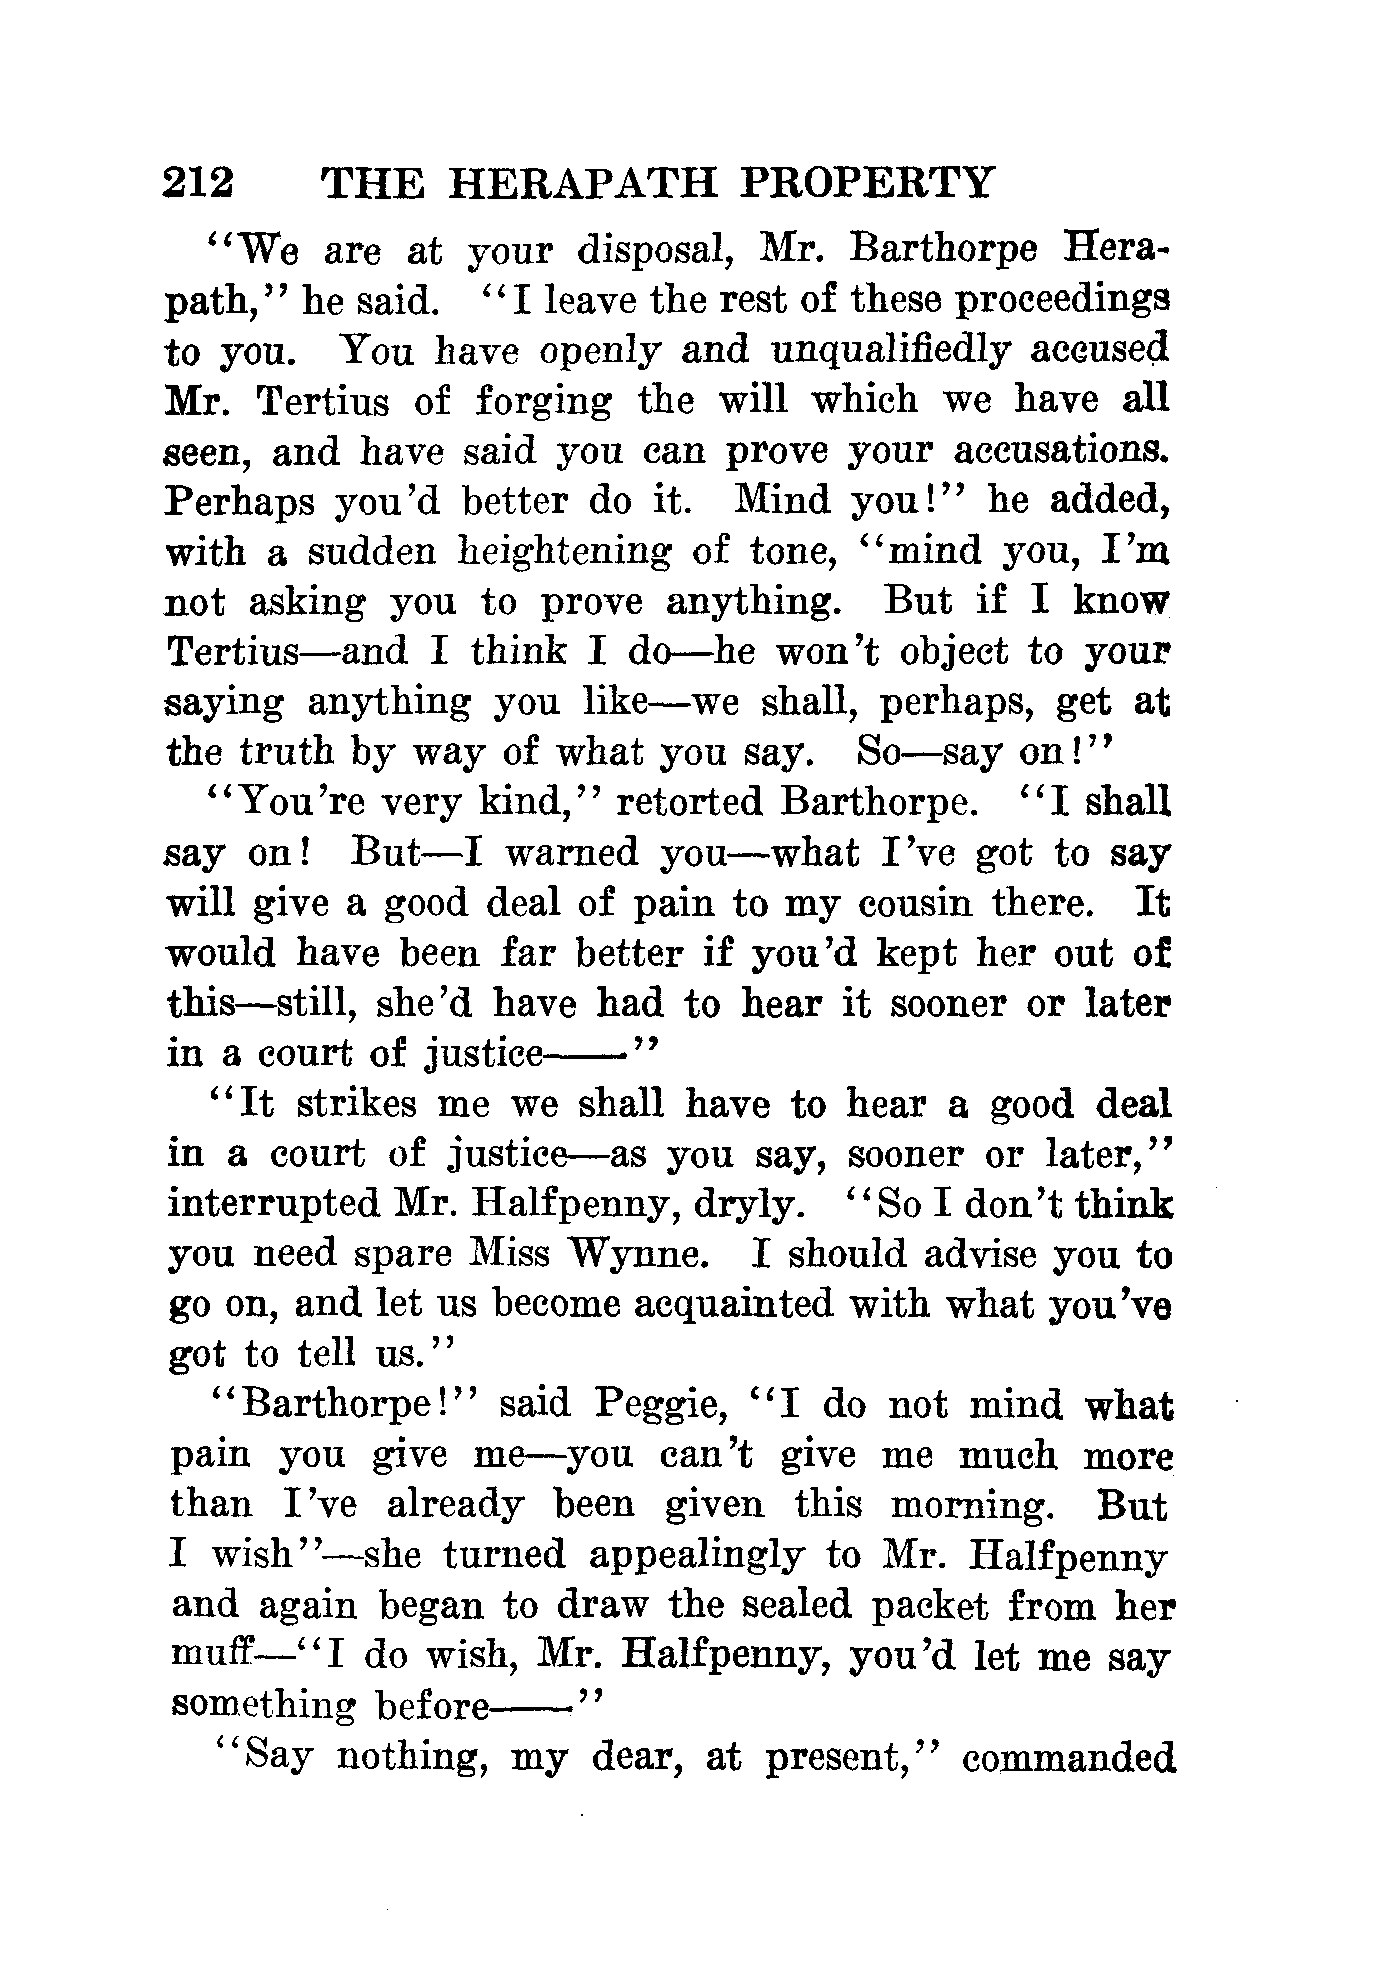 212 THE HERAPATH PROPERTY
"We are at your disposal, Mr. Barthorpe Hera-
path," he said. "I leave the rest of these proceedings
to you. You have openly and unqualifiedly accused
Mr. Tertius of forging the will which we have all
seen, and have said you can prove your accusations.
Perhaps you'd better do it. Mind you!" he added,
with a sudden heightening of tone, "mind you, I'm
not asking you to prove anything. But if I know
Tertius—and I think I do—he won't object to your
saying anything you like—we shall, perhaps, get at
the truth by way of what you say. So—say on!"
"You're very kind," retorted Barthorpe. "I shall
say on! But—I warned you—what I've got to say
will give a good deal of pain to my cousin there. It
would have been far better if you'd kept her out of
this—still, she'd have had to hear it sooner or later
in a court of justice——"
"It strikes me we shall have to hear a good deal
in a court of justice—as you say, sooner or later,"
interrupted Mr. Halfpenny, dryly. "So I don't think
you need spare Miss Wynne. I should advise you to
go on, and let us become acquainted with what you've
got to tell us."
"Barthorpe!" said Peggie, "I do not mind what
pain you give me—you can't give me much more
than I've already been given this morning. But
I wish"—she turned appealingly to Mr. Halfpenny
and again began to draw the sealed packet from her
muff—"I do wish, Mr. Halfpenny, you'd let me say
something before——"
"Say nothing, my dear, at present," commanded